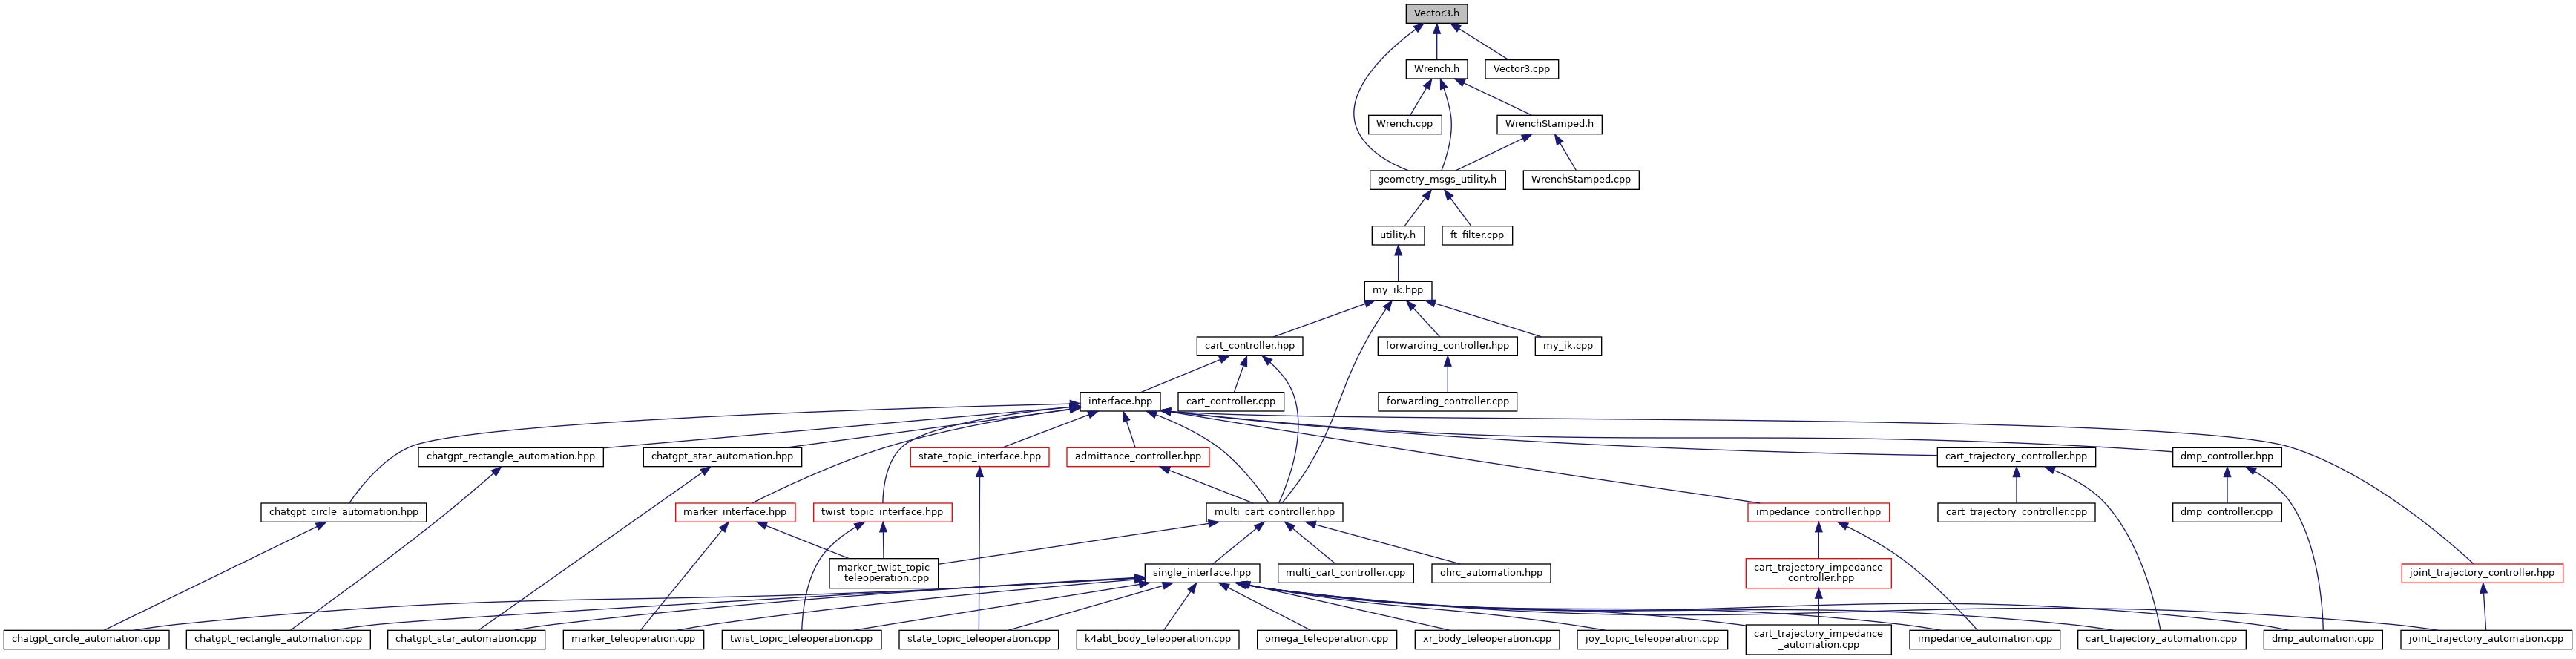 Vector3.h
Wrench.h
Vector3.cpp
Wrench.cpp
WrenchStamped.h
geometry_msgs_utility.h
WrenchStamped.cpp
utility.h
ft_filter.cpp
my_ik.hpp
cart_controller.hpp
forwarding_controller.hpp
my_ik.cpp
interface.hpp
cart_controller.cpp
forwarding_controller.cpp
chatgpt_rectangle_automation.hpp
chatgpt_star_automation.hpp
state_topic_interface.hpp
admittance_controller.hpp
cart_trajectory_controller.hpp
dmp_controller.hpp
chatgpt_circle_automation.hpp
marker_interface.hpp
twist_topic_interface.hpp
multi_cart_controller.hpp
impedance_controller.hpp
cart_trajectory_controller.cpp
dmp_controller.cpp
marker_twist_topic
_teleoperation.cpp
single_interface.hpp
multi_cart_controller.cpp
ohrc_automation.hpp
cart_trajectory_impedance
_controller.hpp
joint_trajectory_controller.hpp
chatgpt_circle_automation.cpp
chatgpt_rectangle_automation.cpp
chatgpt_star_automation.cpp
marker_teleoperation.cpp
twist_topic_teleoperation.cpp
state_topic_teleoperation.cpp
k4abt_body_teleoperation.cpp
omega_teleoperation.cpp
xr_body_teleoperation.cpp
joy_topic_teleoperation.cpp
cart_trajectory_impedance
_automation.cpp
impedance_automation.cpp
cart_trajectory_automation.cpp
dmp_automation.cpp
joint_trajectory_automation.cpp